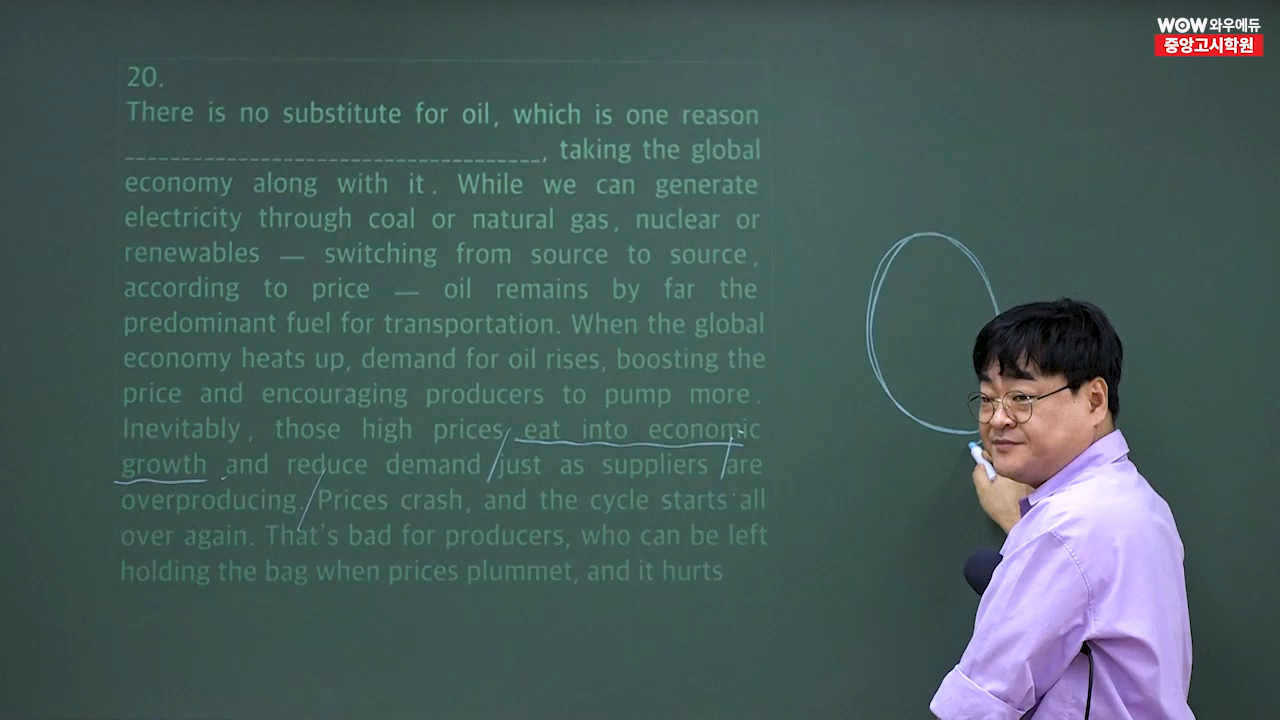 WOW와우에듀
중앙고시학원
20.
There is no substitute for oil, which is one reason
____________________________________, taking the global
economy along with it. While we can generate
electricity through coal or natural gas, nuclear or
renewables — switching from source to source,
according to price — oil remains by far the
predominant fuel for transportation. When the global
economy heats up, demand for oil rises, boosting the
price and encouraging producers to pump more.
Inevitably, those high prices eat into economic
growth and reduce demand just as suppliers are
overproducing. Prices crash, and the cycle starts all
over again. That's bad for producers, who can be left
holding the bag when prices plummet, and it hurts